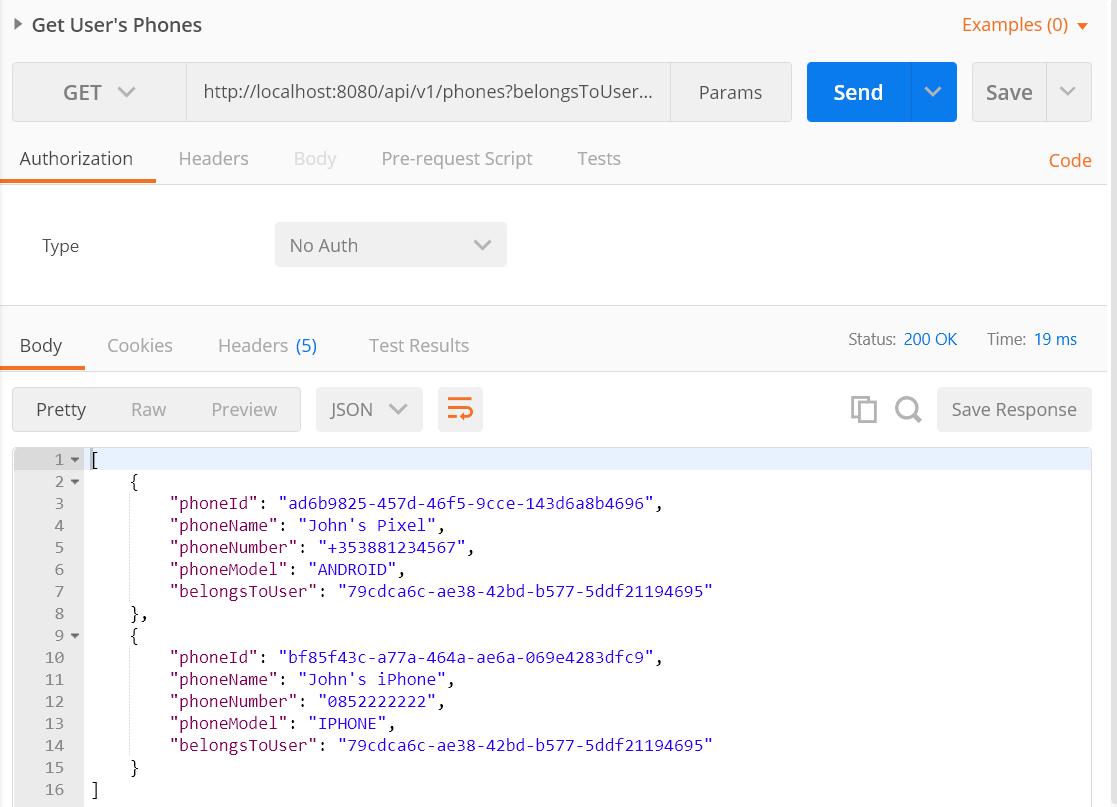 Get User's Phones Examples (0)
GET http://localhost:8080/api/v1/phones?belongsToUser... Params Send Save
Authorization Headers Body Pre-request Script Tests Code
Type No Auth
Body Cookies Headers (5) Test Results Status: 200 OK Time: 19 ms
Pretty Raw Preview JSON Save Response
1 [
2 {
3 "phoneId": "ad6b9825-457d-46f5-9cce-143d6a8b4696",
4 "phoneName": "John's Pixel",
5 "phoneNumber": "+353881234567",
6 "phoneModel": "ANDROID",
7 "belongsToUser": "79cdca6c-ae38-42bd-b577-5ddf21194695"
8 },
9 {
10 "phoneId": "bf85f43c-a77a-464a-ae6a-069e4283dfc9",
11 "phoneName": "John's iPhone",
12 "phoneNumber": "0852222222",
13 "phoneModel": "IPHONE",
14 "belongsToUser": "79cdca6c-ae38-42bd-b577-5ddf21194695"
15 }
16 ]